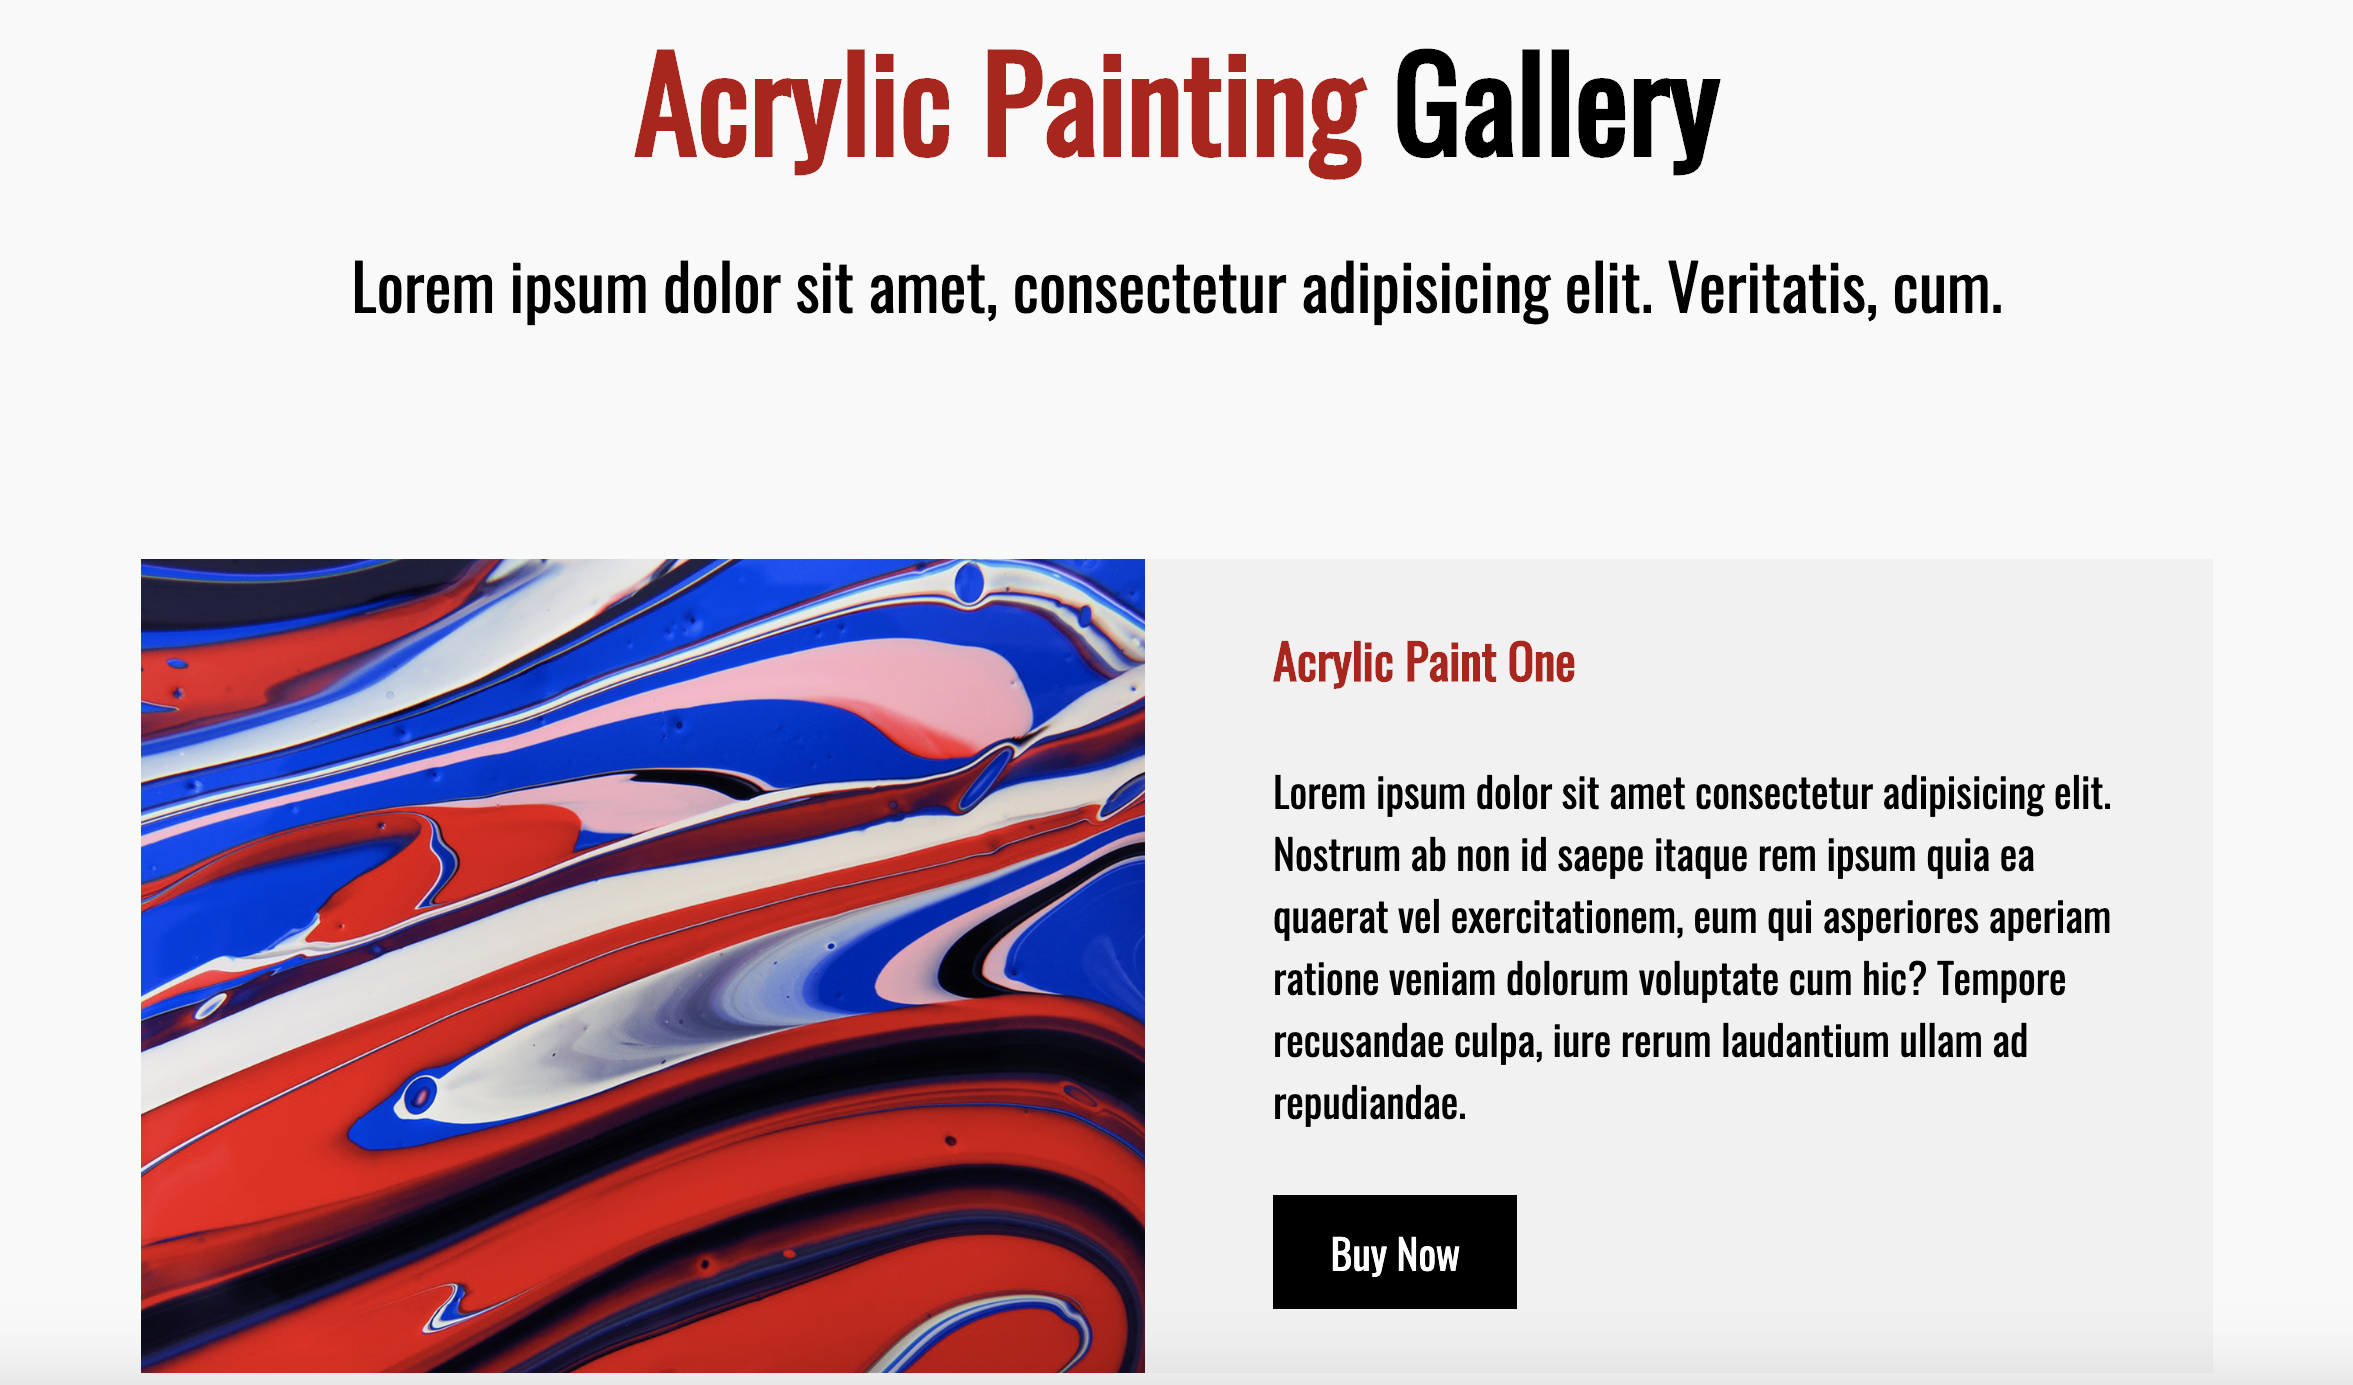 Acrylic Painting Gallery
Lorem ipsum dolor sit amet, consectetur adipisicing elit. Veritatis, cum.
Acrylic Paint One
Lorem ipsum dolor sit amet consectetur adipisicing elit.
Nostrum ab non id saepe itaque rem ipsum quia ea
quaerat vel exercitationem, eum qui asperiores aperiam
ratione veniam dolorum voluptate cum hic? Tempore
recusandae culpa, iure rerum laudantium ullam ad
repudiandae.
Buy Now